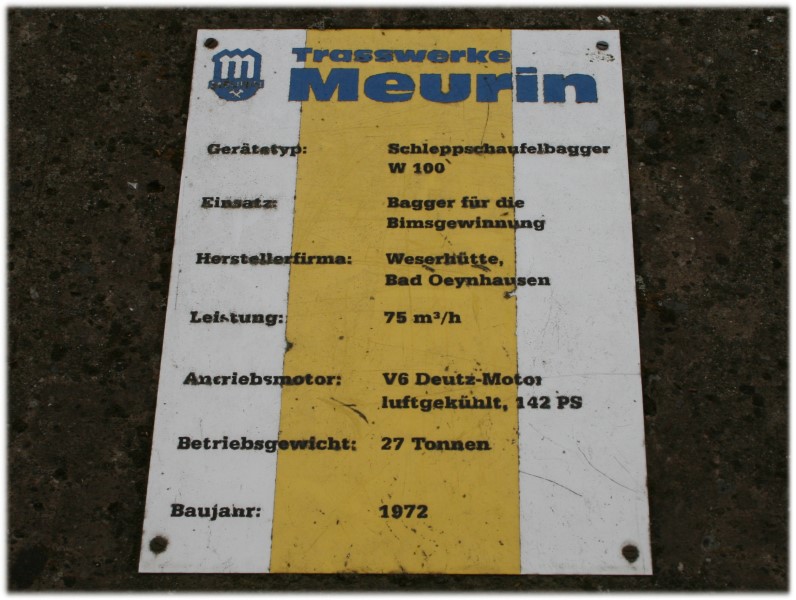 m
Trasswerke
Meurin
Gerätetyp: Schleppschaufelbagger
W 100
Einsatz: Bagger für die
Bimsgewinnung
Herstellerfirma: Weserhütte,
Bad Oeynhausen
Leistung: 75 m³/h
Antriebsmotor: V6 Deutz-Motor
luftgekühlt, 142 PS
Betriebsgewicht: 27 Tonnen
Baujahr: 1972